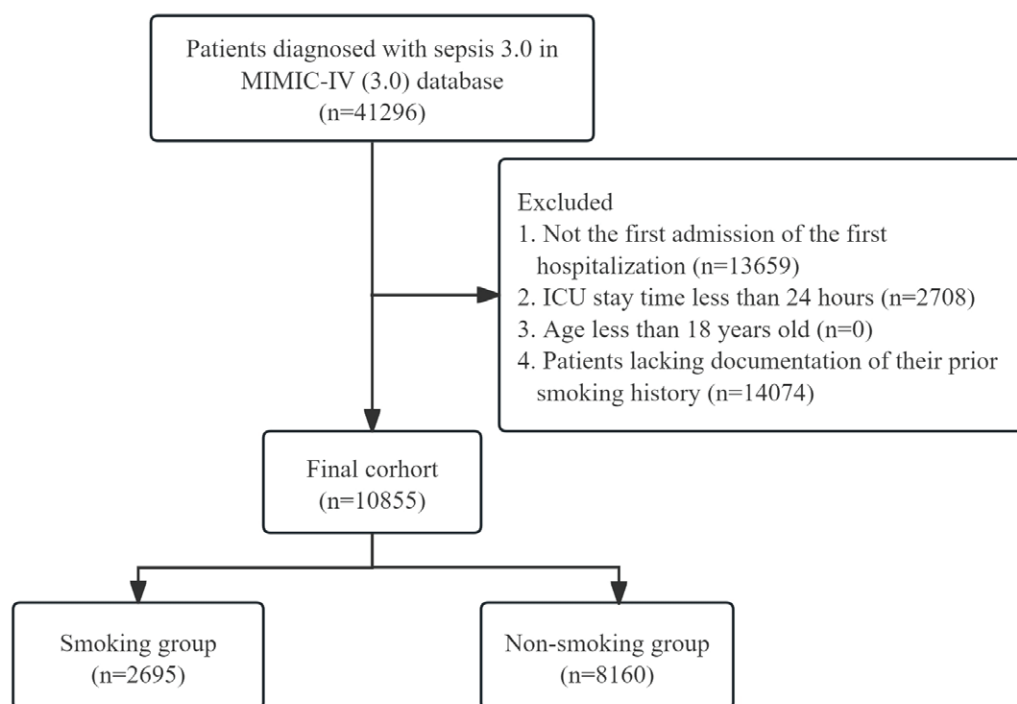 Patients diagnosed with sepsis 3.0 in
MIMIC-IV (3.0) database
(n=41296)
Excluded
1. Not the first admission of the first
hospitalization (n=13659)
2. ICU stay time less than 24 hours (n=2708)
3. Age less than 18 years old (n=0)
4. Patients lacking documentation of their prior
smoking history (n=14074)
Final corhort
(n=10855)
Smoking group
(n=2695)
Non-smoking group
(n=8160)